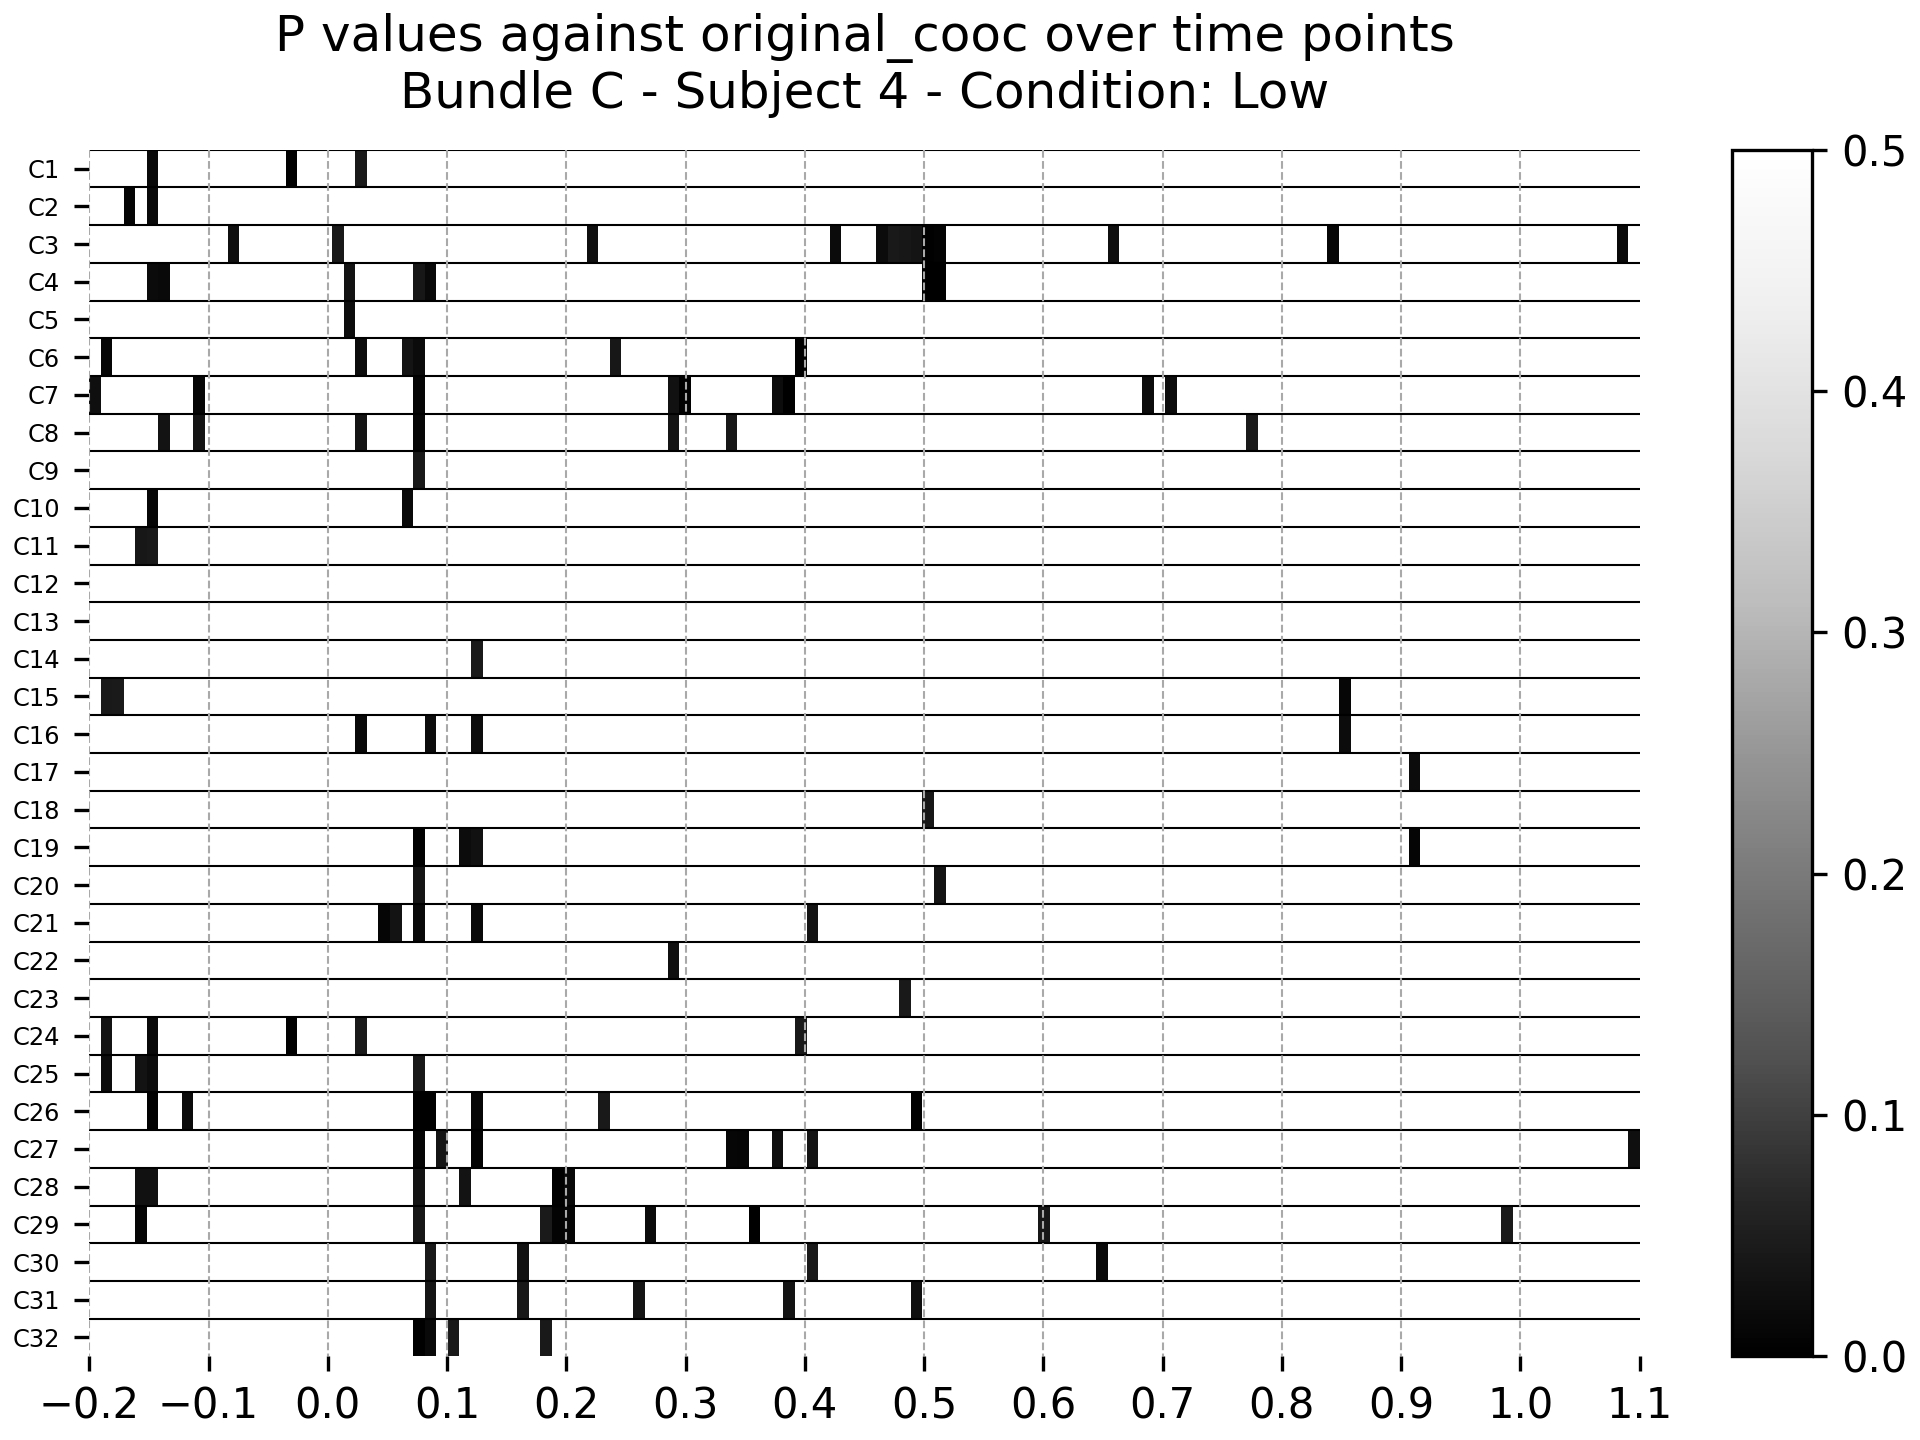 P values against original_cooc over time points
Bundle C - Subject 4 - Condition: Low
C1
C2
C3
C4
C5
C6
C7
C8
C9
C10
C11
C12
C13
C14
C15
C16
C17
C18
C19
C20
C21
C22
C23
C24
C25
C26
C27
C28
C29
C30
C31
C32
−0.2 −0.1 0.0 0.1 0.2 0.3 0.4 0.5 0.6 0.7 0.8 0.9 1.0 1.1
0.5
0.4
0.3
0.2
0.1
0.0